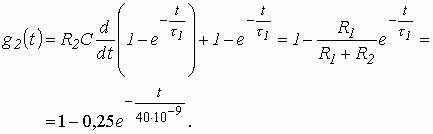 g₂(t) = R₂C d/dt (1 − e^(−t/τ₁)) + 1 − e^(−t/τ₁) = 1 − R₁/(R₁ + R₂) e^(−t/τ₁) =
= 1 − 0,25e^(−t/(40·10⁻⁹)).